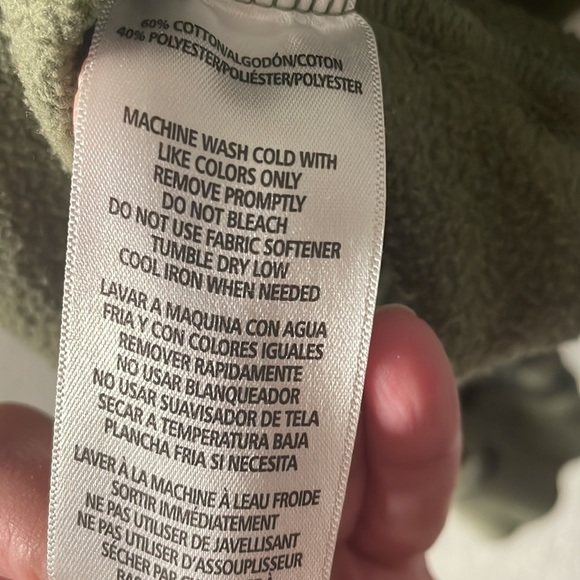 60% COTTON/ALGODÓN/COTON
40% POLYESTER/POLIÉSTER/POLYESTER
MACHINE WASH COLD WITH
LIKE COLORS ONLY
REMOVE PROMPTLY
DO NOT BLEACH
DO NOT USE FABRIC SOFTENER
TUMBLE DRY LOW
COOL IRON WHEN NEEDED
LAVAR A MAQUINA CON AGUA
FRIA Y CON COLORES IGUALES
REMOVER RAPIDAMENTE
NO USAR BLANQUEADOR
NO USAR SUAVISADOR DE TELA
SECAR A TEMPERATURA BAJA
PLANCHA FRIA SI NECESITA
LAVER À LA MACHINE À LEAU FROIDE
SORTIR IMMEDIATEMENT
NE PAS UTILISER DE JAVELLISANT
NE PAS UTILISER D'ASSOUPLISSEUR
SÉCHER PAR